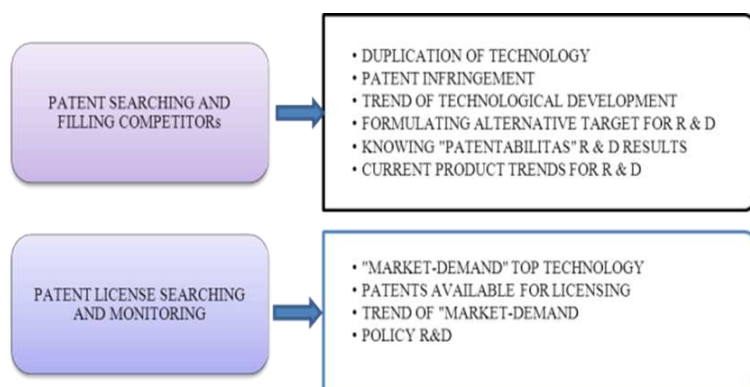 PATENT SEARCHING AND
FILLING COMPETITORs
• DUPLICATION OF TECHNOLOGY
• PATENT INFRINGEMENT
• TREND OF TECHNOLOGICAL DEVELOPMENT
• FORMULATING ALTERNATIVE TARGET FOR R & D
• KNOWING "PATENTABILITAS" R & D RESULTS
• CURRENT PRODUCT TRENDS FOR R & D
PATENT LICENSE SEARCHING
AND MONITORING
• "MARKET-DEMAND" TOP TECHNOLOGY
• PATENTS AVAILABLE FOR LICENSING
• TREND OF "MARKET-DEMAND
• POLICY R&D